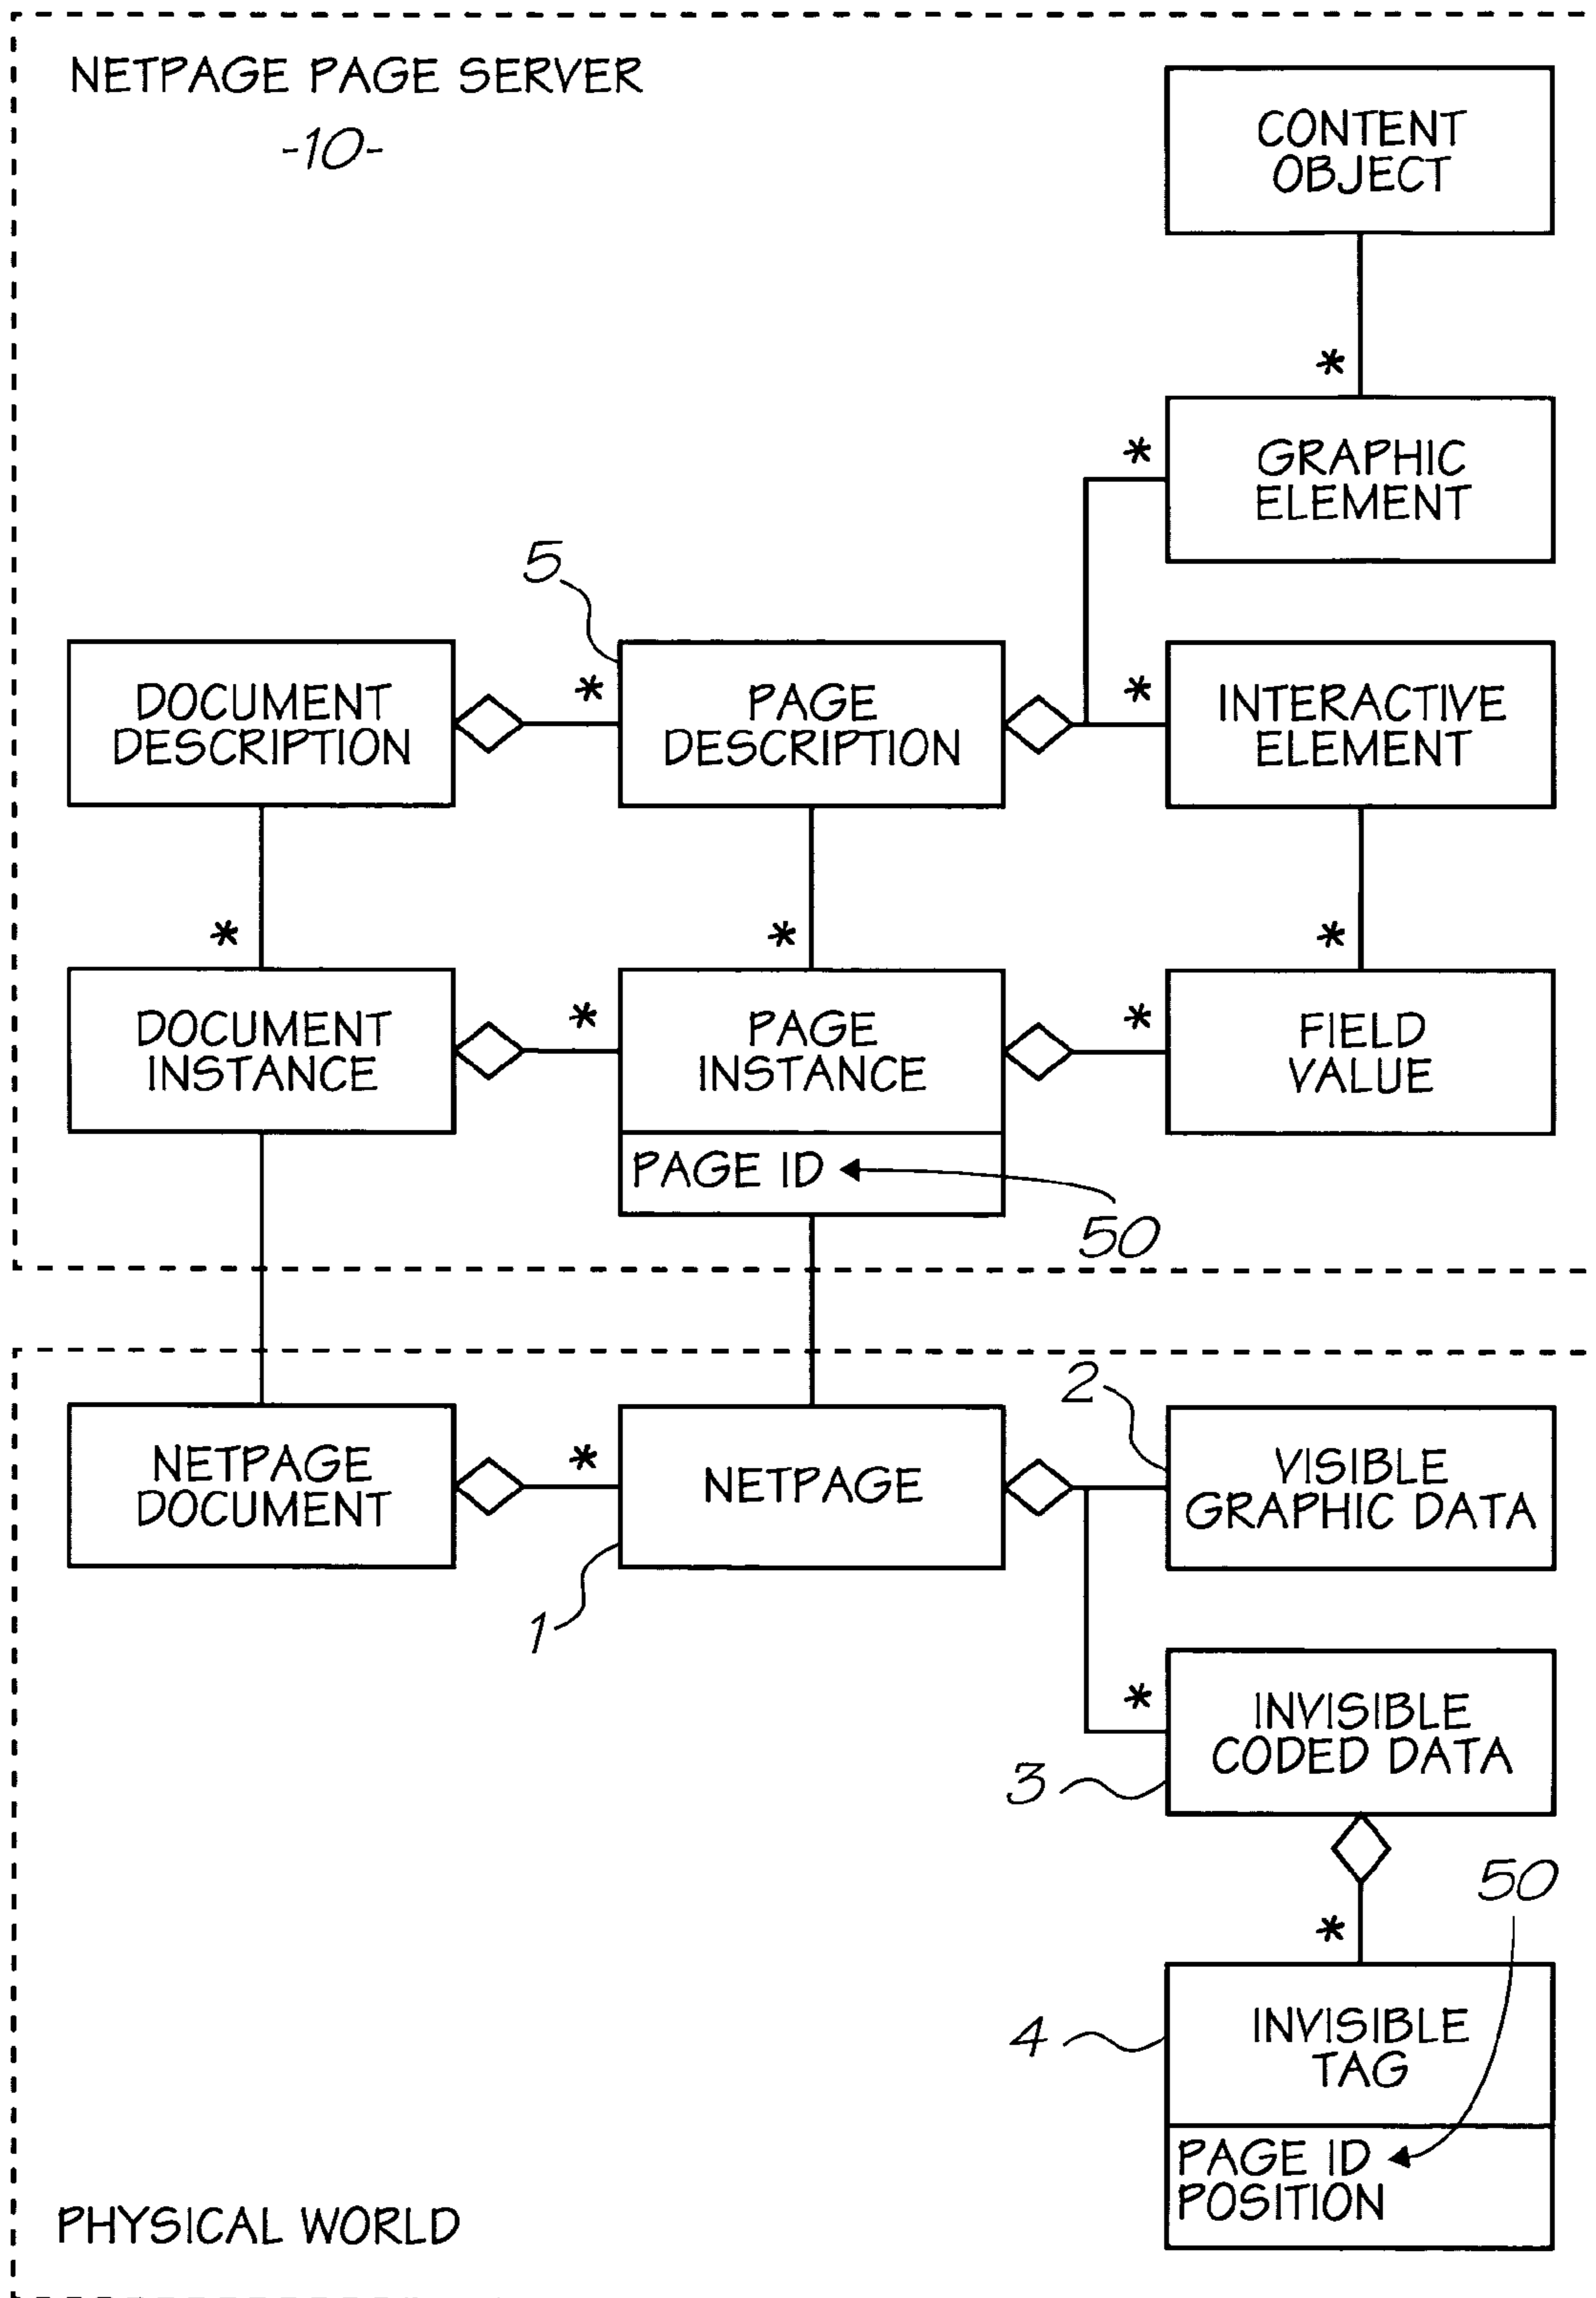 NETPAGE PAGE SERVER
-10-
CONTENT
OBJECT
*
*
GRAPHIC
ELEMENT
5
DOCUMENT
DESCRIPTION
*
PAGE
DESCRIPTION
*
INTERACTIVE
ELEMENT
*
*
*
DOCUMENT
INSTANCE
*
PAGE
INSTANCE
*
FIELD
VALUE
PAGE ID
50
2
NETPAGE
DOCUMENT
*
NETPAGE
VISIBLE
GRAPHIC DATA
1
*
INVISIBLE
CODED DATA
3
50
*
4
INVISIBLE
TAG
PAGE ID
POSITION
PHYSICAL WORLD